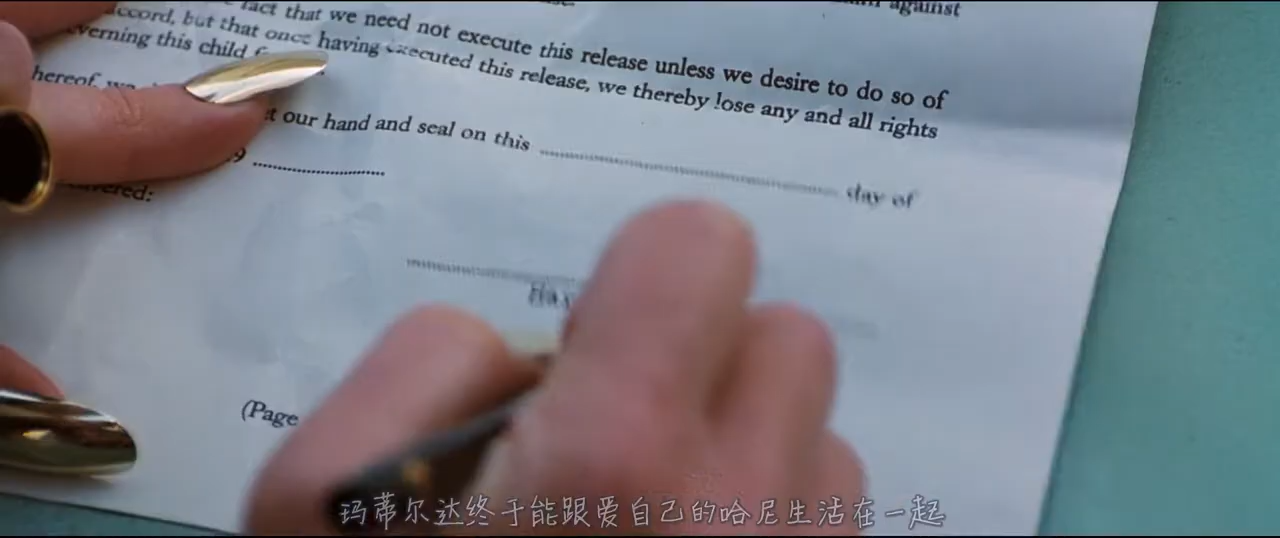 against
fact that we need not execute this release unless we desire to do so of
accord, but that once having executed this release, we thereby lose any and all rights
this child
hereof,
our hand and seal on this .......... day of
9 ..........
(Page
玛蒂尔达终于能跟爱自己的哈尼生活在一起